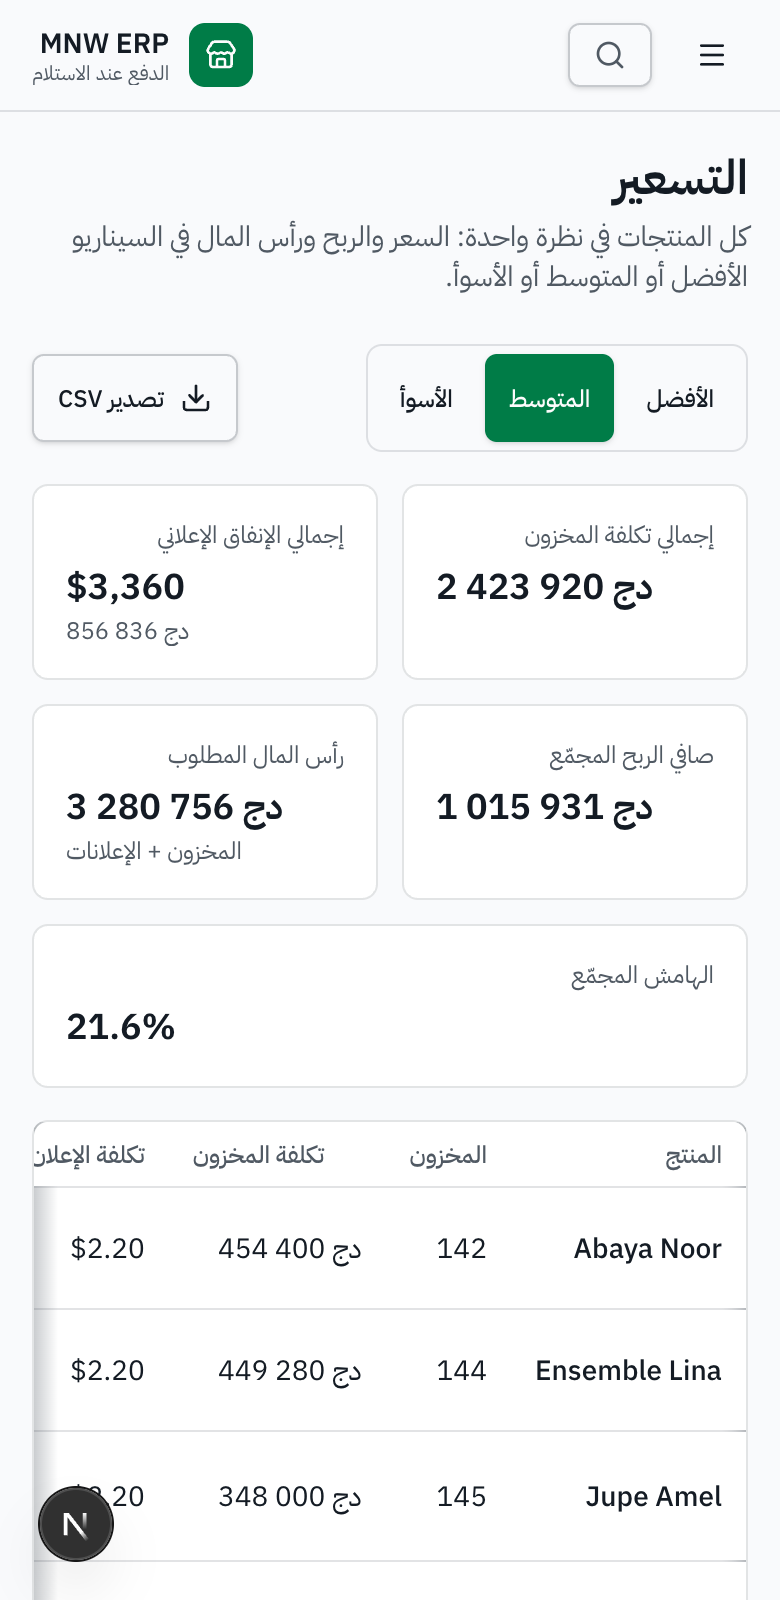 MNW ERP
الدفع عند الاستلام
التسعير
كل المنتجات في نظرة واحدة: السعر والربح ورأس المال في السيناريو
الأفضل أو المتوسط أو الأسوأ.
الأفضل
المتوسط
الأسوأ
تصدير CSV
إجمالي تكلفة المخزون
2 423 920 دج
إجمالي الإنفاق الإعلاني
$3,360
856 836 دج
صافي الربح المجمّع
1 015 931 دج
رأس المال المطلوب
3 280 756 دج
المخزون + الإعلانات
الهامش المجمّع
21.6%
المنتج المخزون تكلفة المخزون تكلفة الإعلان
Abaya Noor 142 454 400 دج $2.20
Ensemble Lina 144 449 280 دج $2.20
Jupe Amel 145 348 000 دج .20
N